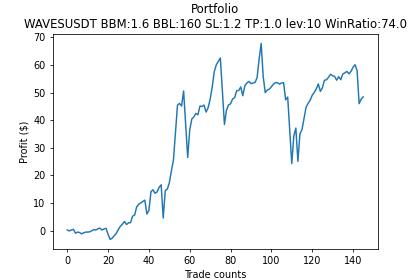 Portfolio
WAVESUSDT BBM:1.6 BBL:160 SL:1.2 TP:1.0 lev:10 WinRatio:74.0
70
60
50
40
30
20
10
0
Profit ($)
0 20 40 60 80 100 120 140
Trade counts